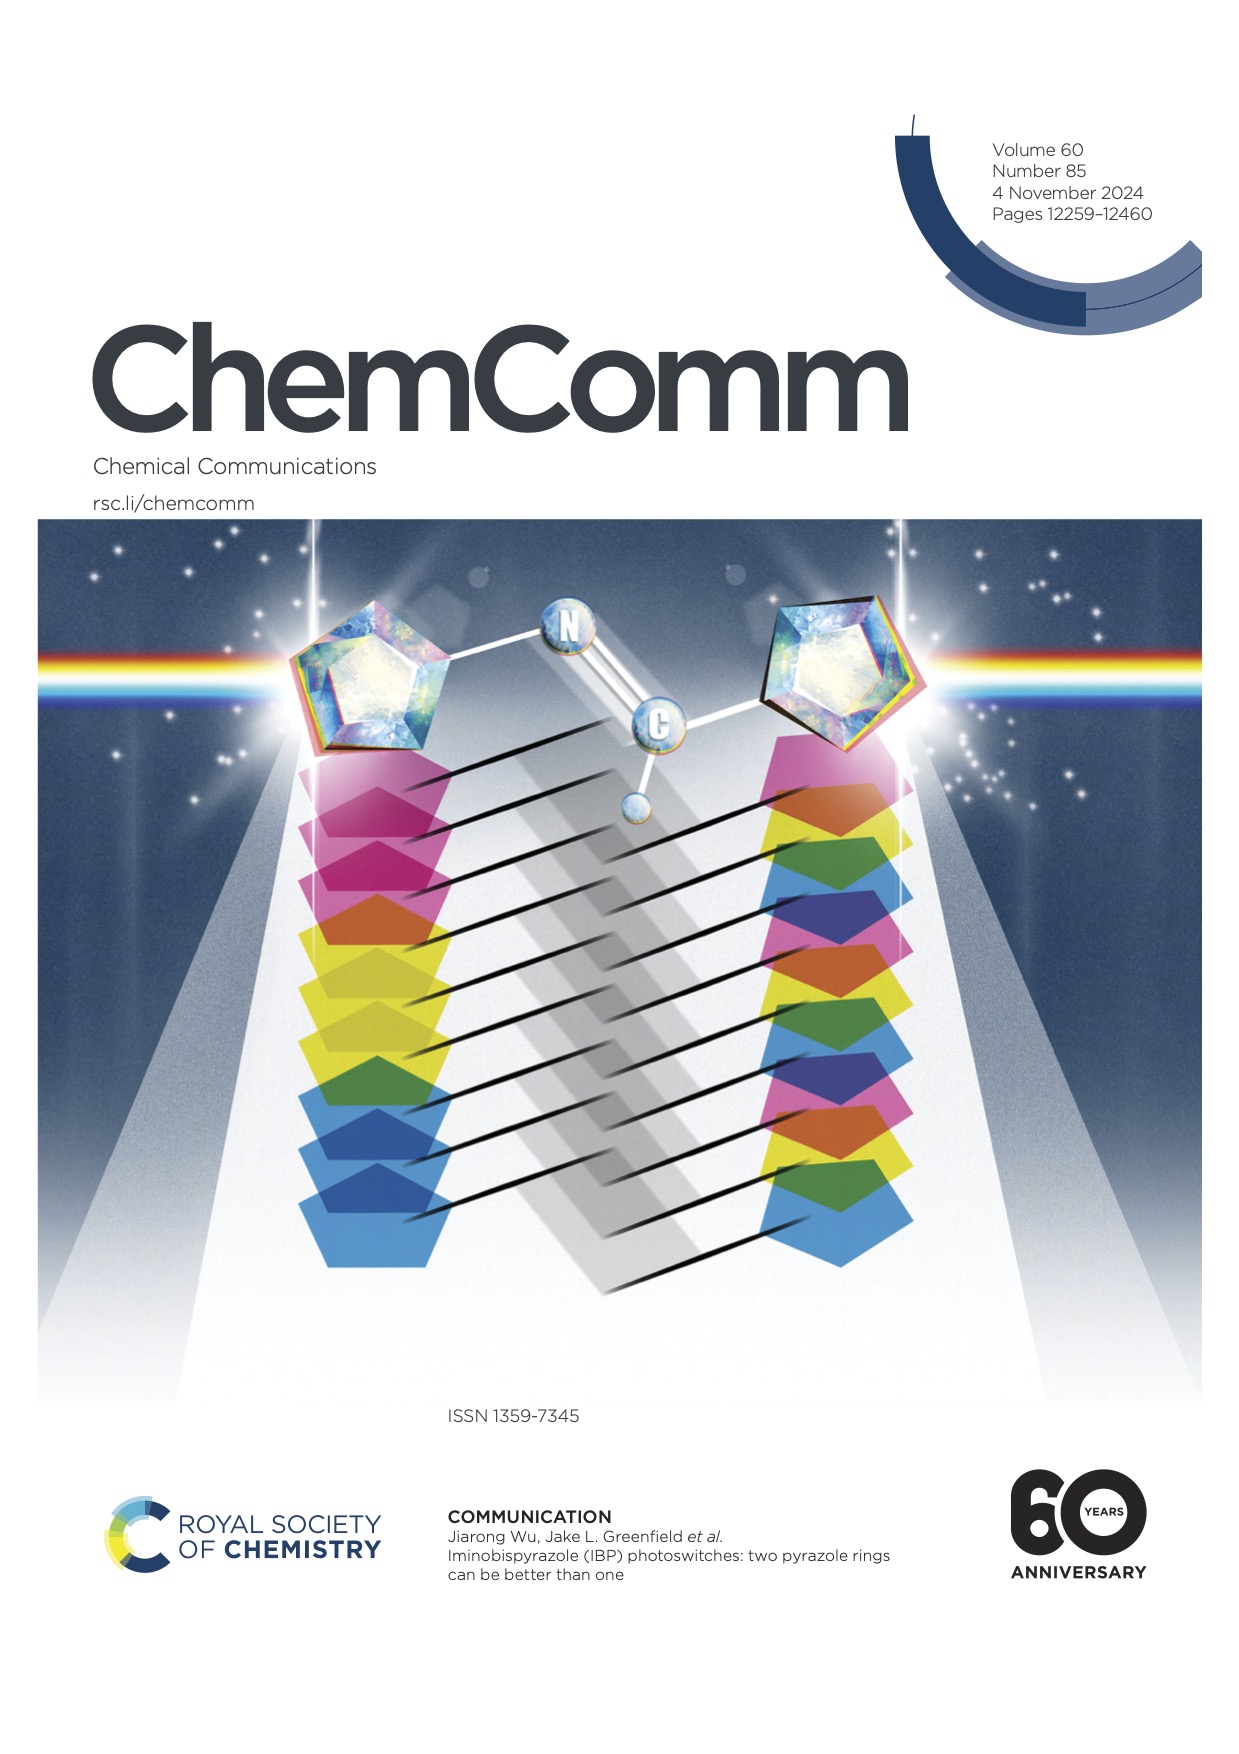 Volume 60
Number 85
4 November 2024
Pages 12259–12460
ChemComm
Chemical Communications
rsc.li/chemcomm
N
C
ISSN 1359-7345
ROYAL SOCIETY
OF CHEMISTRY
COMMUNICATION
Jiarong Wu, Jake L. Greenfield et al.
Iminobispyrazole (IBP) photoswitches: two pyrazole rings
can be better than one
60
YEARS
ANNIVERSARY